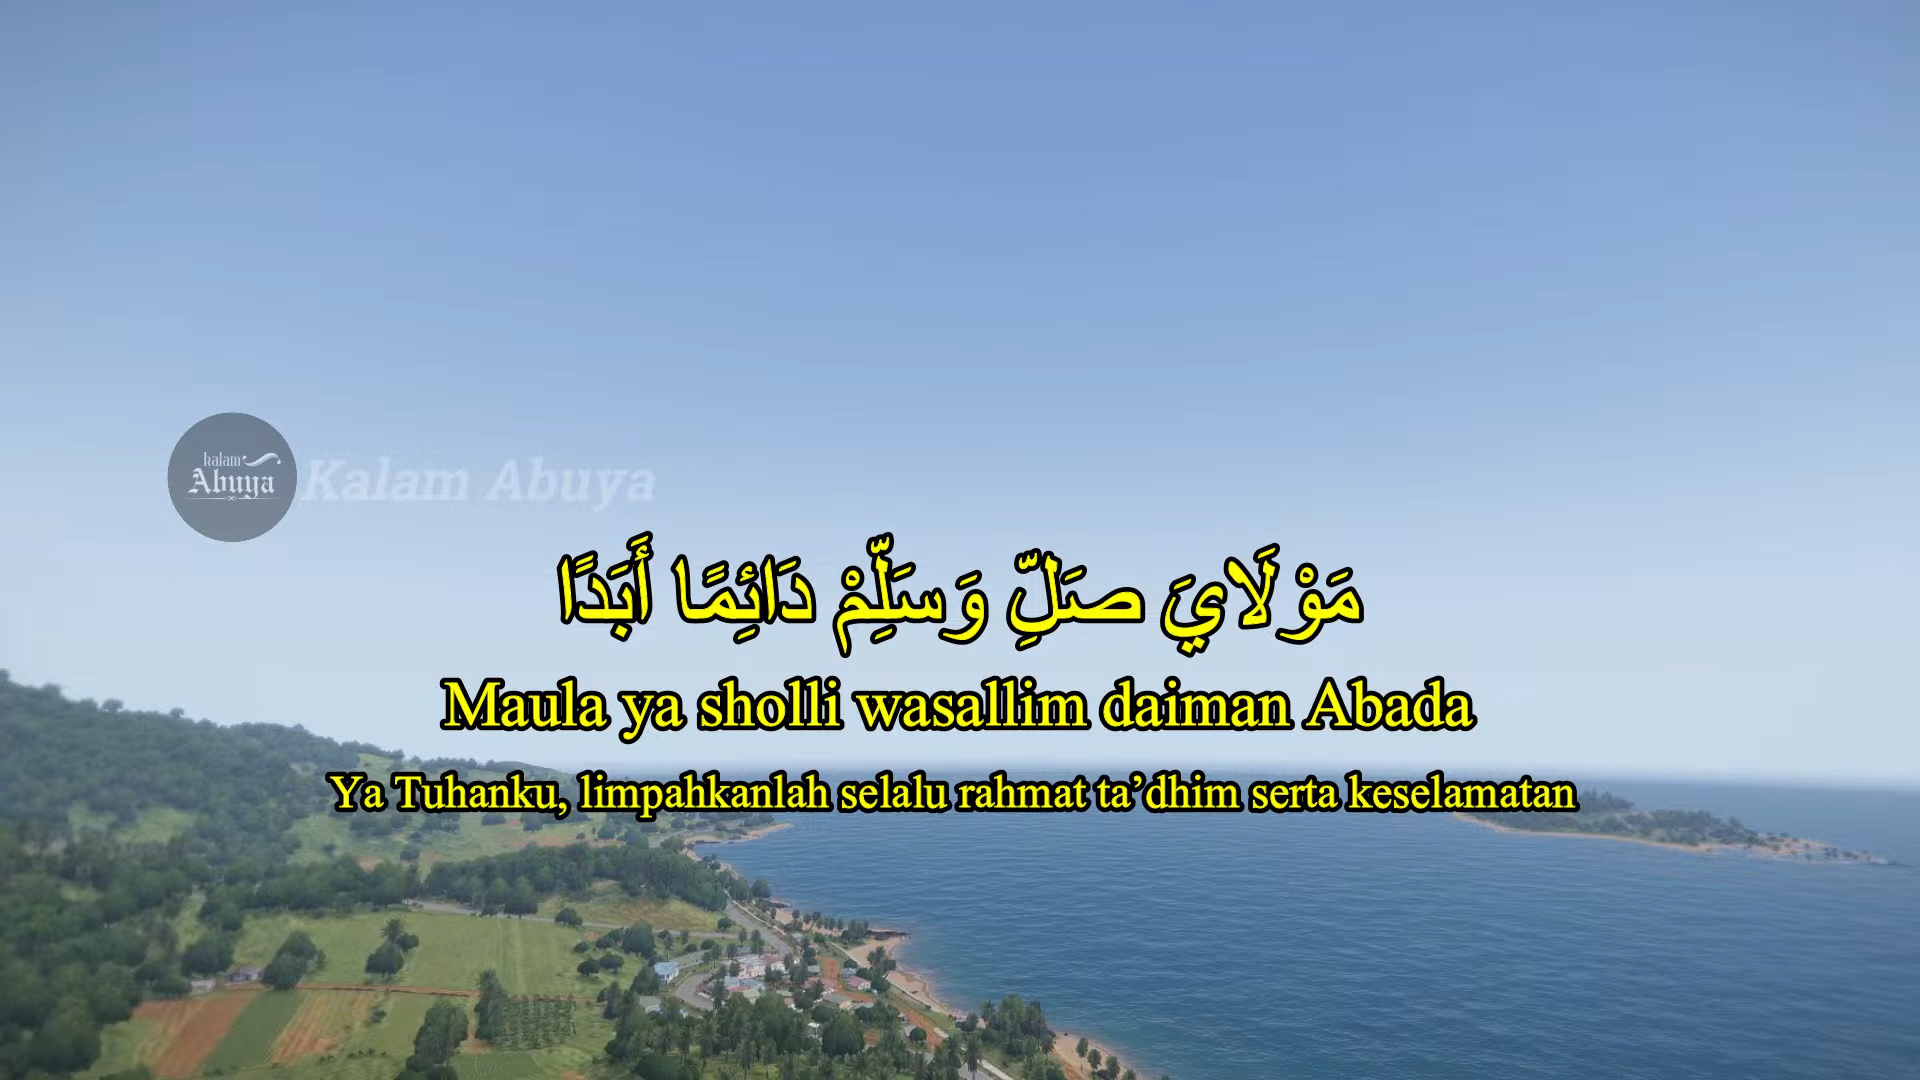 kalam
Abuya
Kalam Abuya
مَوْلَايَ صَلِّ وَسَلِّمْ دَائِمًا أَبَدًا
Maula ya sholli wasallim daiman Abada
Ya Tuhanku, limpahkanlah selalu rahmat ta’dhim serta keselamatan